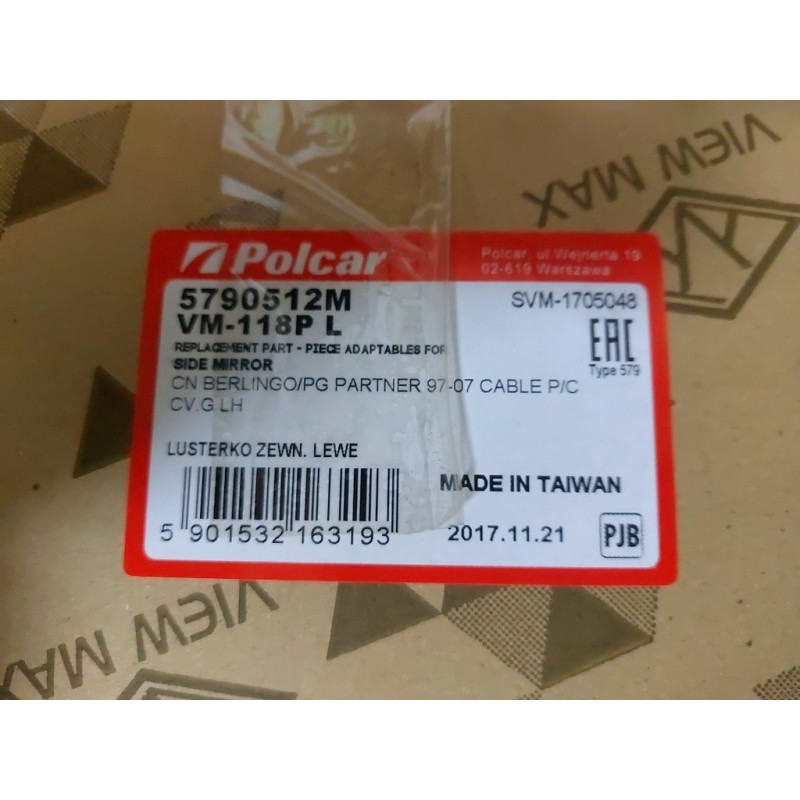 VIEW MAX
Polcar
Polcar, ul.Wejnerta 19
02-619 Warszawa
5790512M
SVM-1705048
VM-118P L
REPLACEMENT PART - PIECE ADAPTABLES FOR
SIDE MIRROR
EAC
Type 579
CN BERLINGO/PG PARTNER 97-07 CABLE P/C
CV.G LH
LUSTERKO ZEWN. LEWE
MADE IN TAIWAN
5 901532 163193
2017.11.21
PJB
VIEW MAX